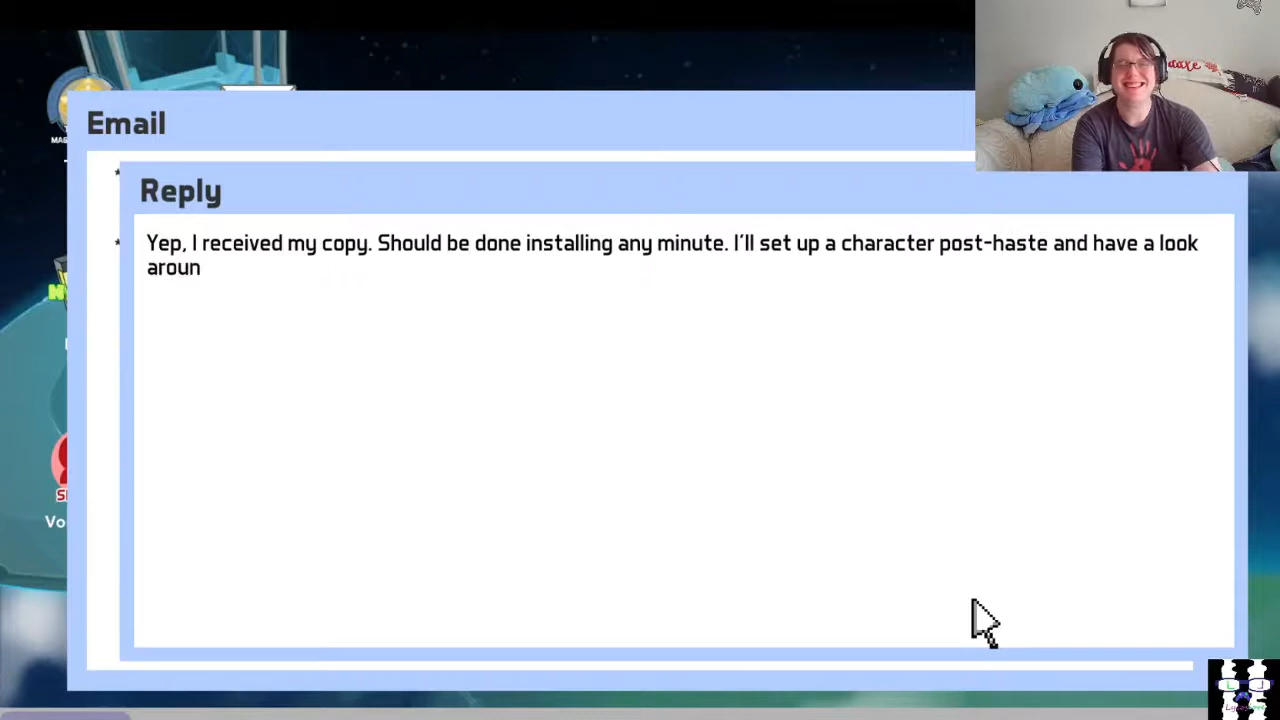 Email
Reply
Yep, I received my copy. Should be done installing any minute. I'll set up a character post-haste and have a look
aroun
Vo